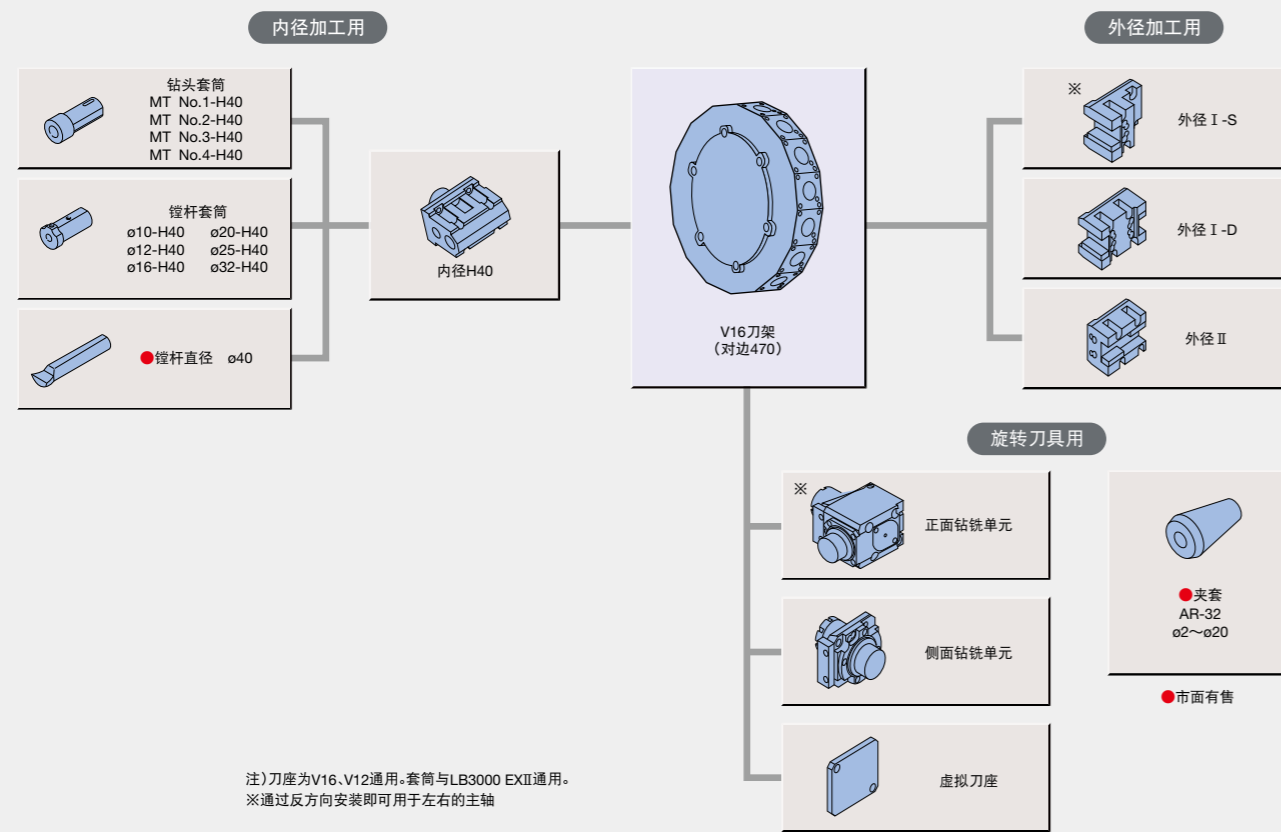 内径加工用
外径加工用
钻头套筒
MT No.1-H40
MT No.2-H40
MT No.3-H40
MT No.4-H40
镗杆套筒
ø10-H40 ø20-H40
ø12-H40 ø25-H40
ø16-H40 ø32-H40
●镗杆直径 ø40
内径H40
V16刀架
(对边470)
※
外径Ⅰ-S
外径Ⅰ-D
外径Ⅱ
旋转刀具用
※
正面钻铣单元
侧面钻铣单元
虚拟刀座
●夹套
AR-32
ø2～ø20
●市面有售
注)刀座为V16、V12通用。套筒与LB3000 EXⅡ通用。
※通过反方向安装即可用于左右的主轴